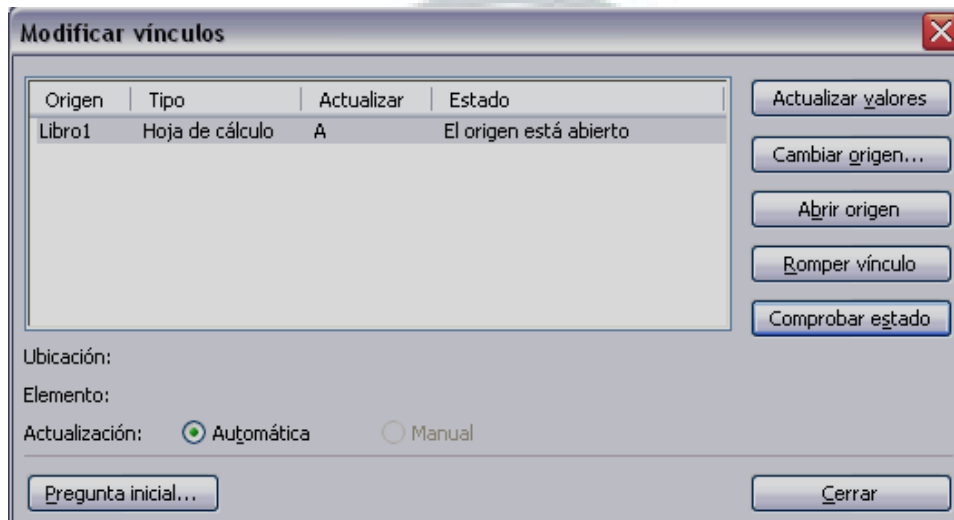 Modificar vínculos
Origen Tipo Actualizar Estado
Libro1 Hoja de cálculo A El origen está abierto
Actualizar valores
Cambiar origen...
Abrir origen
Romper vínculo
Comprobar estado
Ubicación:
Elemento:
Actualización: Automática Manual
Pregunta inicial... Cerrar